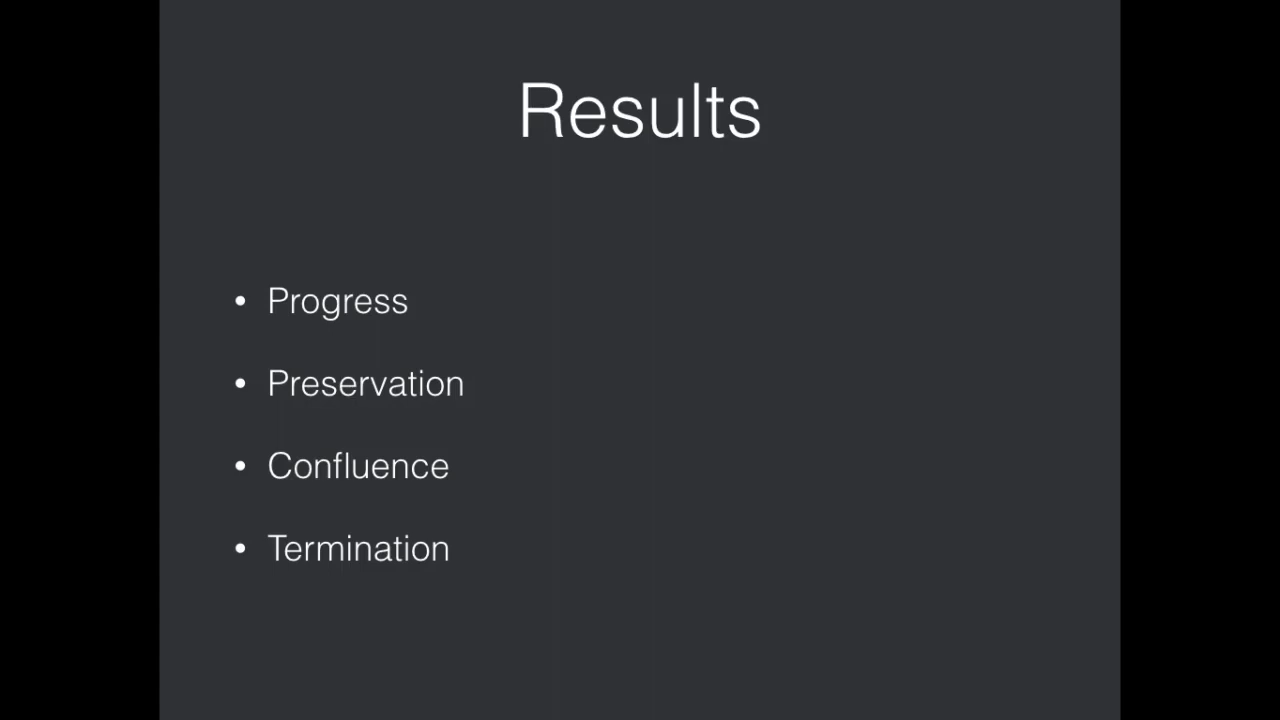 Results
• Progress
• Preservation
• Confluence
• Termination